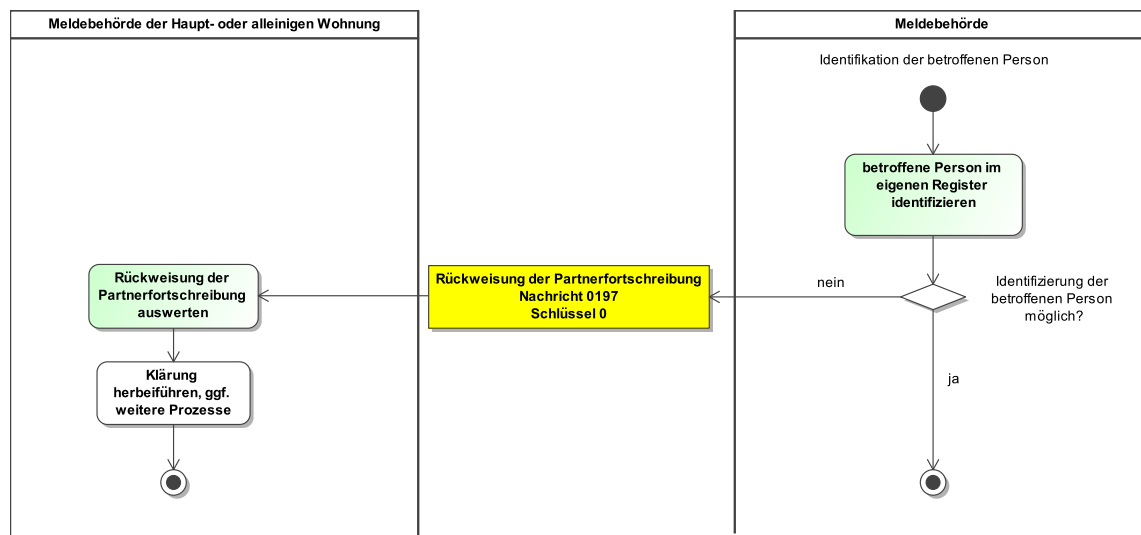 Meldebehörde der Haupt- oder alleinigen Wohnung
Meldebehörde
Identifikation der betroffenen Person
betroffene Person im
eigenen Register
identifizieren
Rückweisung der
Partnerfortschreibung
auswerten
Rückweisung der Partnerfortschreibung
Nachricht 0197
Schlüssel 0
nein
Identifizierung der
betroffenen Person
möglich?
Klärung
herbeiführen, ggf.
weitere Prozesse
ja